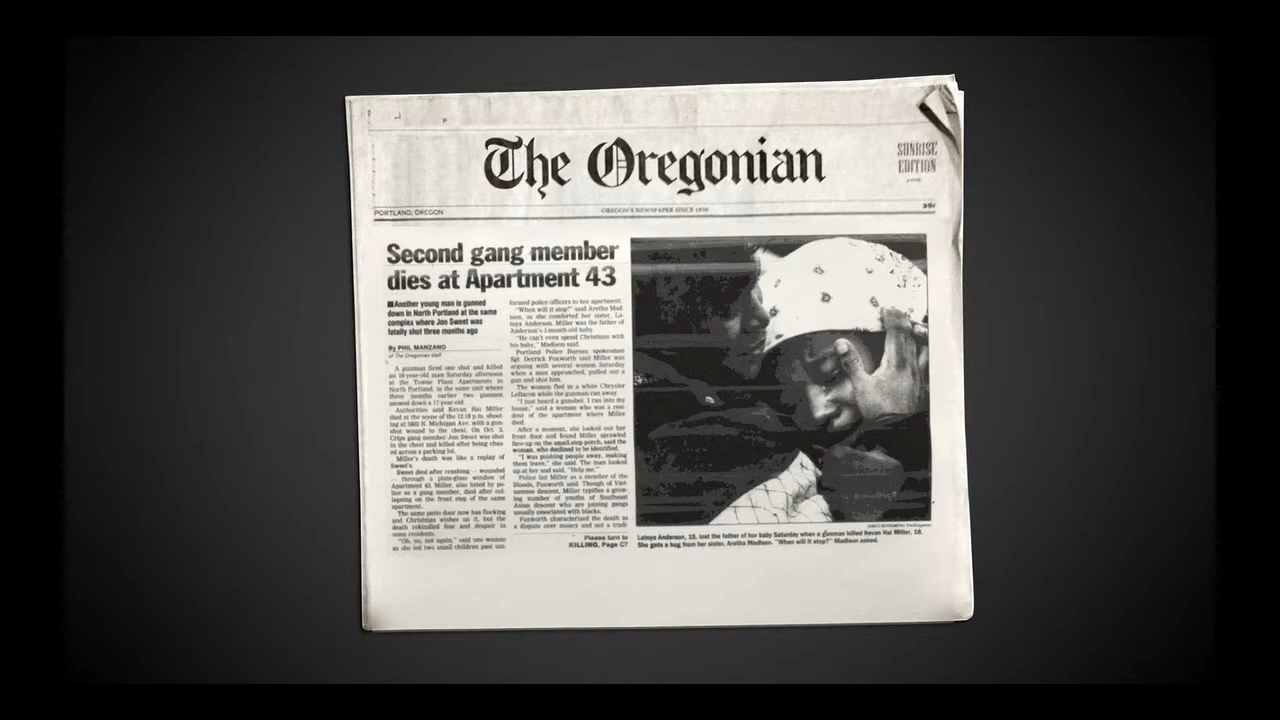 The Oregonian
SUNRISE
EDITION
PORTLAND, OREGON
OREGON'S NEWSPAPER SINCE 1850
35¢
Second gang member
dies at Apartment 43
■Another young man is gunned
down in North Portland at the same
complex where Jon Sweet was
fatally shot three months ago
By PHIL MANZANO
of The Oregonian staff
A gunman fired one shot and killed
an 18-year-old man Saturday afternoon
at the Towne Plaza Apartments in
North Portland, in the same unit where
three months earlier two gunmen
mowed down a 17-year-old.
Authorities said Kevan Hai Miller
died at the scene of the 12:18 p.m. shoot-
ing at 5802 N. Michigan Ave. with a gun-
shot wound to the chest. On Oct. 2,
Crips gang member Jon Sweet was shot
in the chest and killed after being chas-
ed across a parking lot.
Miller's death was like a replay of
Sweet's.
Sweet died after crashing — wounded
— through a plate-glass window of
Apartment 43. Miller, also listed by po-
lice as a gang member, died after col-
lapsing on the front step of the same
apartment.
The same patio door now has flocking
and Christmas wishes on it, but the
death rekindled fear and despair in
some residents.
"Oh, no, not again," said one woman
as she led two small children past uni-
formed police officers to her apartment.
"When will it stop?" said Aretha Mad
ison, as she comforted her sister, La-
toya Anderson. Miller was the father of
Anderson's 3-month-old baby.
"He can't even spend Christmas with
his baby," Madison said.
Portland Police Bureau spokesman
Sgt. Derrick Foxworth said Miller was
arguing with several women Saturday
when a man approached, pulled out a
gun and shot him.
The women fled in a white Chrysler
LeBaron while the gunman ran away.
"I just heard a gunshot. I ran into my
house," said a woman who was a resi-
dent of the apartment where Miller
died.
After a moment, she looked out her
front door and found Miller sprawled
face-up on the small step porch, said the
woman, who declined to be identified.
"I was pushing people away, making
them leave," she said. The man looked
up at her and said, "Help me."
Police list Miller as a member of the
Bloods, Foxworth said. Though of Viet-
namese descent, Miller typifies a grow-
ing number of youths of Southeast
Asian descent who are joining gangs
usually associated with blacks.
Foxworth characterized the death as
a dispute over money and not a tradi-
Please turn to
KILLING, Page C7
Latoya Anderson, 15, lost the father of her baby Saturday when a gunman killed Kevan Hai Miller, 18.
She gets a hug from her sister, Aretha Madison. "When will it stop?" Madison asked.